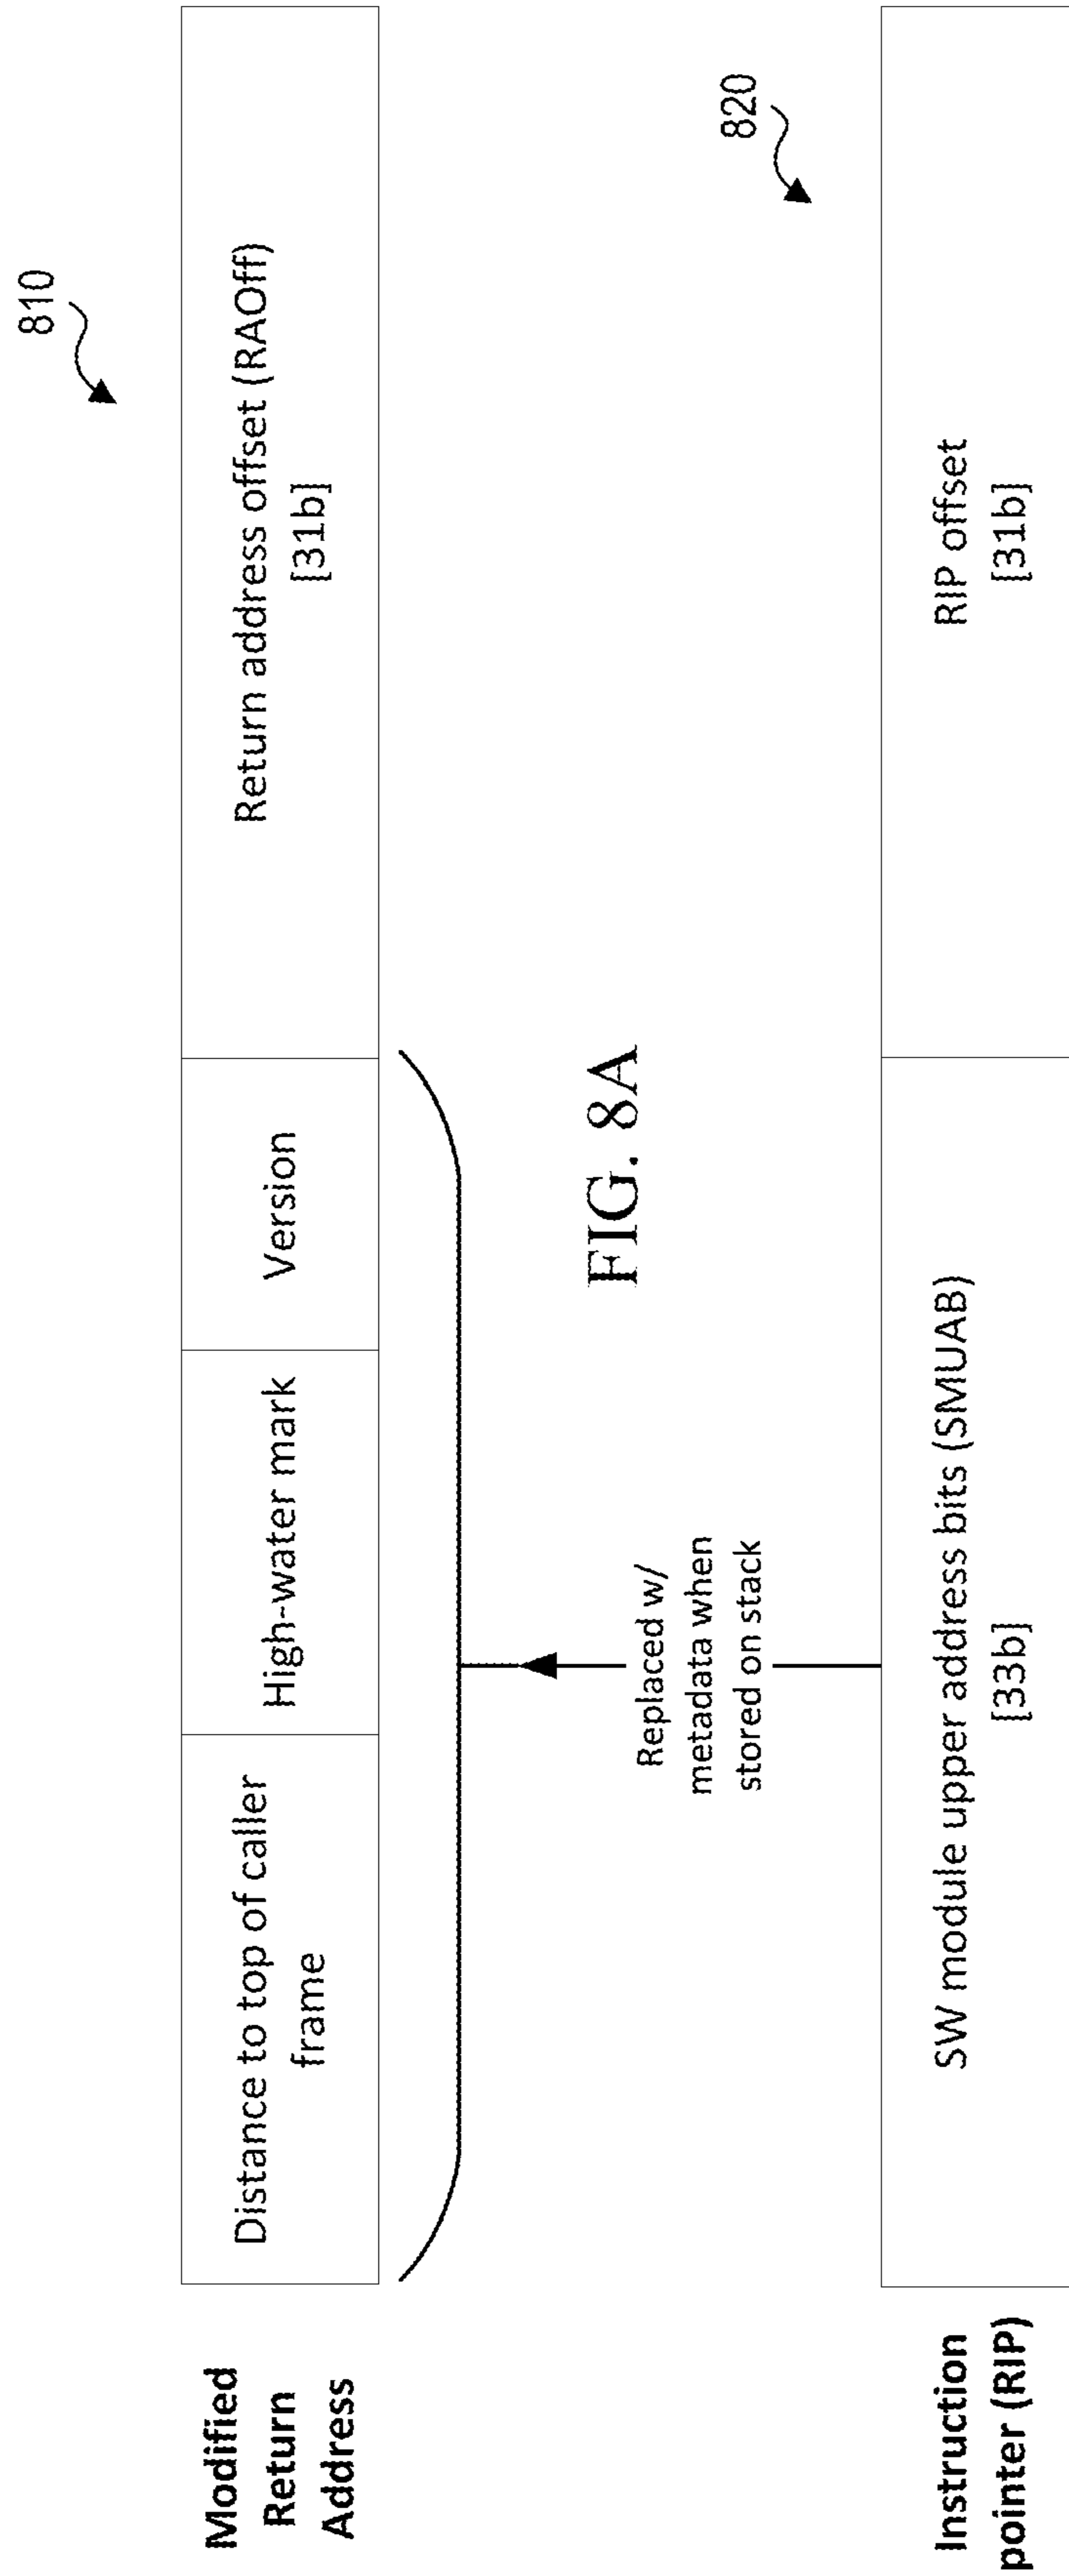 810
Modified
Return
Address
Distance to top of caller
frame
High-water mark
Version
Return address offset (RAOff)
[31b]
FIG. 8A
Replaced w/
metadata when
stored on stack
820
Instruction
pointer (RIP)
SW module upper address bits (SMUAB)
[33b]
RIP offset
[31b]